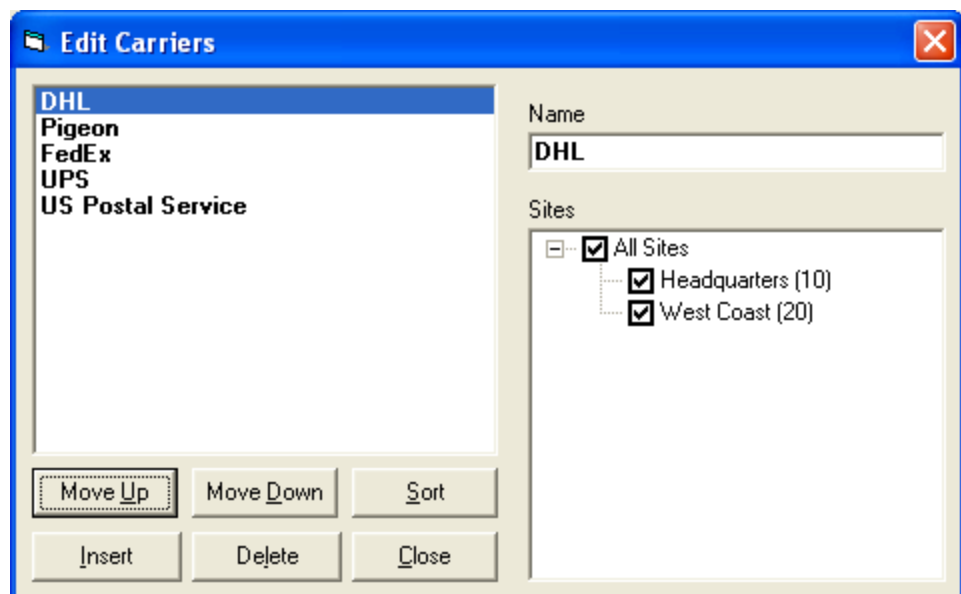 Edit Carriers
DHL
Pigeon
FedEx
UPS
US Postal Service
Name
DHL
Sites
All Sites
Headquarters (10)
West Coast (20)
Move Up
Move Down
Sort
Insert
Delete
Close